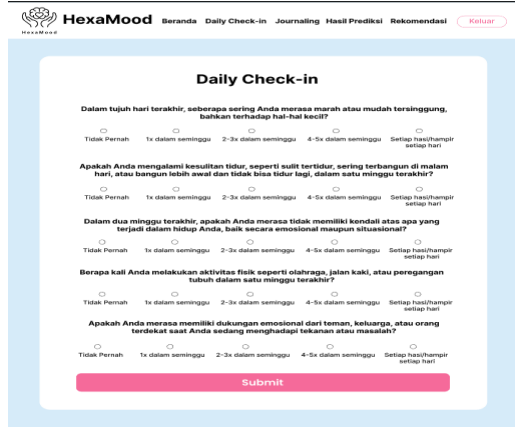 HexaMood
HexaMood Beranda Daily Check-in Journaling Hasil Prediksi Rekomendasi Keluar
Daily Check-in
Dalam tujuh hari terakhir, seberapa sering Anda merasa marah atau mudah tersinggung,
bahkan terhadap hal-hal kecil?
Tidak Pernah 1x dalam seminggu 2-3x dalam seminggu 4-5x dalam seminggu Setiap hasi/hampir
setiap hari
Apakah Anda mengalami kesulitan tidur, seperti sulit tertidur, sering terbangun di malam
hari, atau bangun lebih awal dan tidak bisa tidur lagi, dalam satu minggu terakhir?
Tidak Pernah 1x dalam seminggu 2-3x dalam seminggu 4-5x dalam seminggu Setiap hasi/hampir
setiap hari
Dalam dua minggu terakhir, apakah Anda merasa tidak memiliki kendali atas apa yang
terjadi dalam hidup Anda, baik secara emosional maupun situasional?
Tidak Pernah 1x dalam seminggu 2-3x dalam seminggu 4-5x dalam seminggu Setiap hasi/hampir
setiap hari
Berapa kali Anda melakukan aktivitas fisik seperti olahraga, jalan kaki, atau peregangan
tubuh dalam satu minggu terakhir?
Tidak Pernah 1x dalam seminggu 2-3x dalam seminggu 4-5x dalam seminggu Setiap hasi/hampir
setiap hari
Apakah Anda merasa memiliki dukungan emosional dari teman, keluarga, atau orang
terdekat saat Anda sedang menghadapi tekanan atau masalah?
Tidak Pernah 1x dalam seminggu 2-3x dalam seminggu 4-5x dalam seminggu Setiap hasi/hampir
setiap hari
Submit